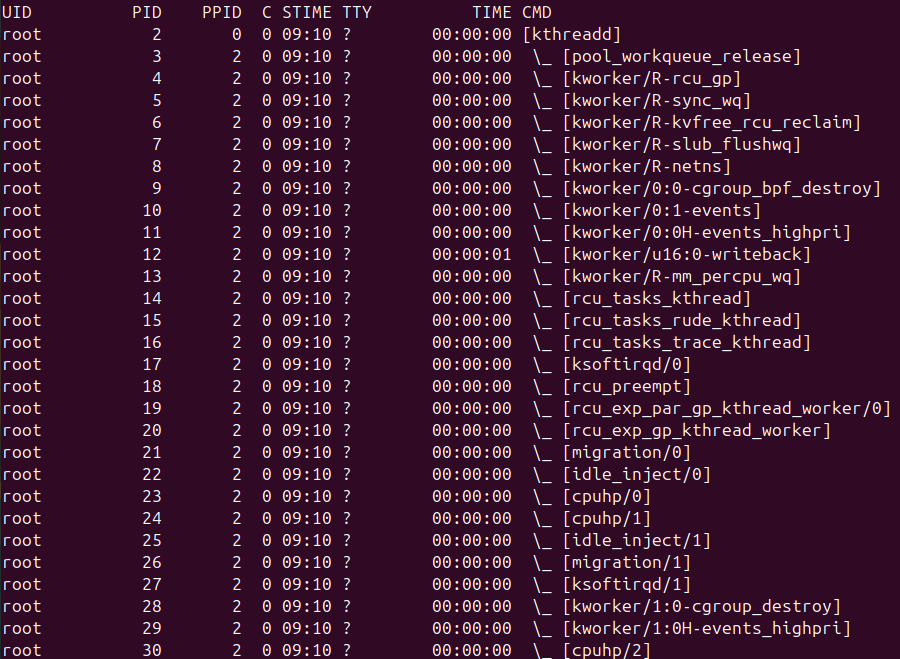 UID          PID    PPID  C STIME TTY          TIME CMD
root           2       0  0 09:10 ?        00:00:00 [kthreadd]
root           3       2  0 09:10 ?        00:00:00  \_ [pool_workqueue_release]
root           4       2  0 09:10 ?        00:00:00  \_ [kworker/R-rcu_gp]
root           5       2  0 09:10 ?        00:00:00  \_ [kworker/R-sync_wq]
root           6       2  0 09:10 ?        00:00:00  \_ [kworker/R-kvfree_rcu_reclaim]
root           7       2  0 09:10 ?        00:00:00  \_ [kworker/R-slub_flushwq]
root           8       2  0 09:10 ?        00:00:00  \_ [kworker/R-netns]
root           9       2  0 09:10 ?        00:00:00  \_ [kworker/0:0-cgroup_bpf_destroy]
root          10       2  0 09:10 ?        00:00:00  \_ [kworker/0:1-events]
root          11       2  0 09:10 ?        00:00:00  \_ [kworker/0:0H-events_highpri]
root          12       2  0 09:10 ?        00:00:01  \_ [kworker/u16:0-writeback]
root          13       2  0 09:10 ?        00:00:00  \_ [kworker/R-mm_percpu_wq]
root          14       2  0 09:10 ?        00:00:00  \_ [rcu_tasks_kthread]
root          15       2  0 09:10 ?        00:00:00  \_ [rcu_tasks_rude_kthread]
root          16       2  0 09:10 ?        00:00:00  \_ [rcu_tasks_trace_kthread]
root          17       2  0 09:10 ?        00:00:00  \_ [ksoftirqd/0]
root          18       2  0 09:10 ?        00:00:00  \_ [rcu_preempt]
root          19       2  0 09:10 ?        00:00:00  \_ [rcu_exp_par_gp_kthread_worker/0]
root          20       2  0 09:10 ?        00:00:00  \_ [rcu_exp_gp_kthread_worker]
root          21       2  0 09:10 ?        00:00:00  \_ [migration/0]
root          22       2  0 09:10 ?        00:00:00  \_ [idle_inject/0]
root          23       2  0 09:10 ?        00:00:00  \_ [cpuhp/0]
root          24       2  0 09:10 ?        00:00:00  \_ [cpuhp/1]
root          25       2  0 09:10 ?        00:00:00  \_ [idle_inject/1]
root          26       2  0 09:10 ?        00:00:00  \_ [migration/1]
root          27       2  0 09:10 ?        00:00:00  \_ [ksoftirqd/1]
root          28       2  0 09:10 ?        00:00:00  \_ [kworker/1:0-cgroup_destroy]
root          29       2  0 09:10 ?        00:00:00  \_ [kworker/1:0H-events_highpri]
root          30       2  0 09:10 ?        00:00:00  \_ [cpuhp/2]